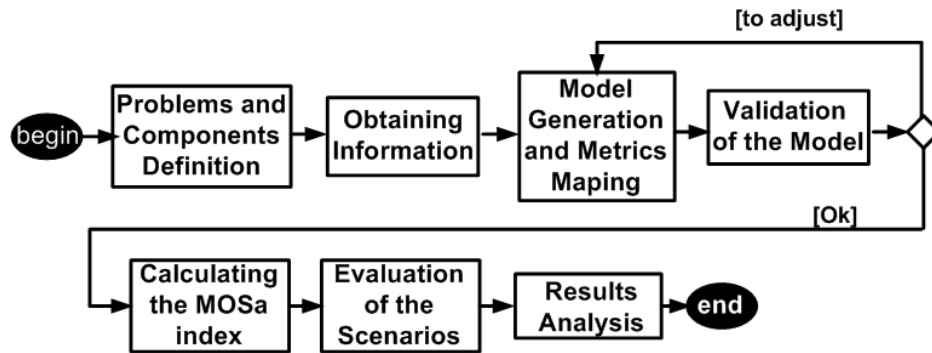 [to adjust]
begin
Problems and
Components
Definition
Obtaining
Information
Model
Generation
and Metrics
Maping
Validation
of the Model
[Ok]
Calculating
the MOSa
index
Evaluation
of the
Scenarios
Results
Analysis
end